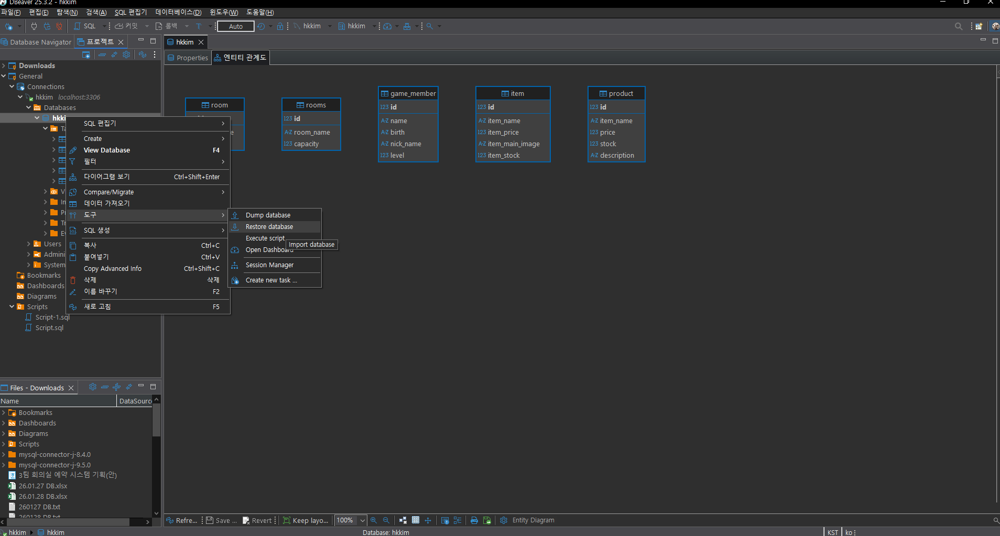 DBeaver 25.3.2 - hkkim
파일(F) 편집(E) 탐색(N) 검색(A) SQL 편집기 데이터베이스(D) 윈도우(W) 도움말(H)
SQL 커밋 롤백 T Auto hkkim hkkim
Database Navigator 프로젝트
hkkim
Properties 엔티티 관계도
Downloads
General
Connections
hkkim localhost:3306
Databases
hkki
Ta
V
In
P
Tr
E
Users
Admini
System
Bookmarks
Dashboards
Diagrams
Scripts
Script-1.sql
Script.sql
SQL 편집기
Create
View Database F4
필터
다이어그램 보기 Ctrl+Shift+Enter
Compare/Migrate
데이터 가져오기
도구
SQL 생성
복사 Ctrl+C
붙여넣기 Ctrl+V
Copy Advanced Info Ctrl+Shift+C
삭제 삭제
이름 바꾸기 F2
새로 고침 F5
Dump database
Restore database
Execute script
Import database
Open Dashboard
Session Manager
Create new task ...
room
e
rooms
123 id
A-Z room_name
123 capacity
game_member
123 id
A-Z name
A-Z birth
A-Z nick_name
123 level
item
123 id
A-Z item_name
123 item_price
A-Z item_main_image
123 item_stock
product
123 id
A-Z item_name
123 price
123 stock
A-Z description
Files - Downloads
Name DataSourc
Bookmarks
Dashboards
Diagrams
Scripts
mysql-connector-j-8.4.0
mysql-connector-j-9.5.0
3팀 회의실 예약 시스템 기획(안)
26.01.27 DB.xlsx
26.01.28 DB.xlsx
260127 DB.txt
260128 DB.txt
Refre... Save ... Revert Keep layo... 100% Entity Diagram
hkkim hkkim Database: hkkim KST ko